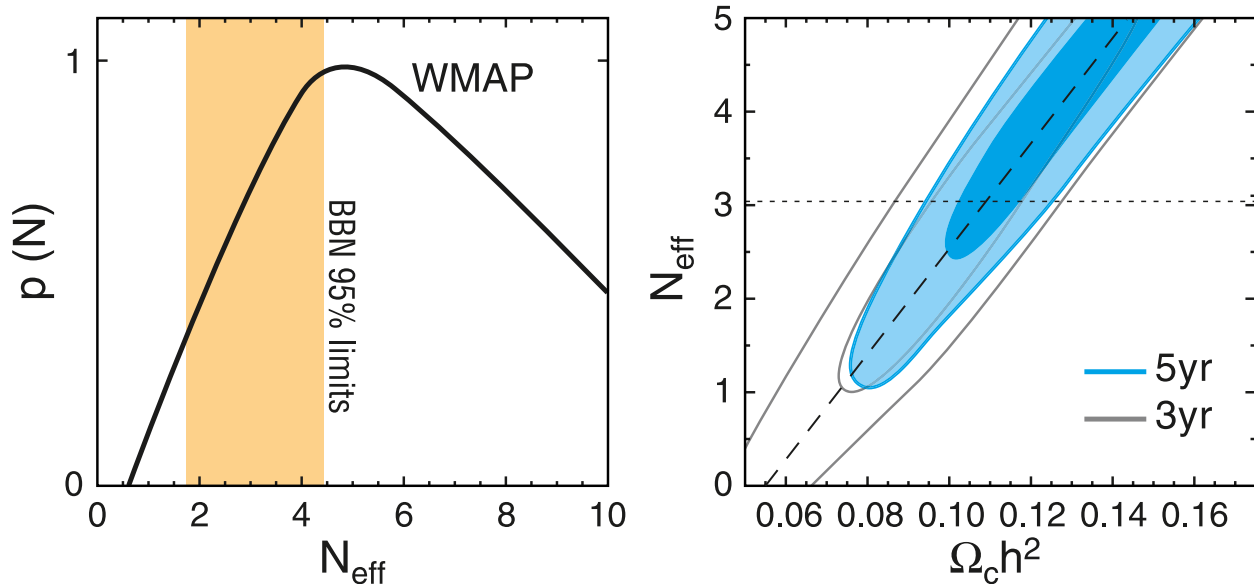 p (N)
1
0
WMAP
BBN 95% limits
0 2 4 6 8 10
N_eff
N_eff
5
4
3
2
1
0
5yr
3yr
0.06 0.08 0.10 0.12 0.14 0.16
Ω_c h²